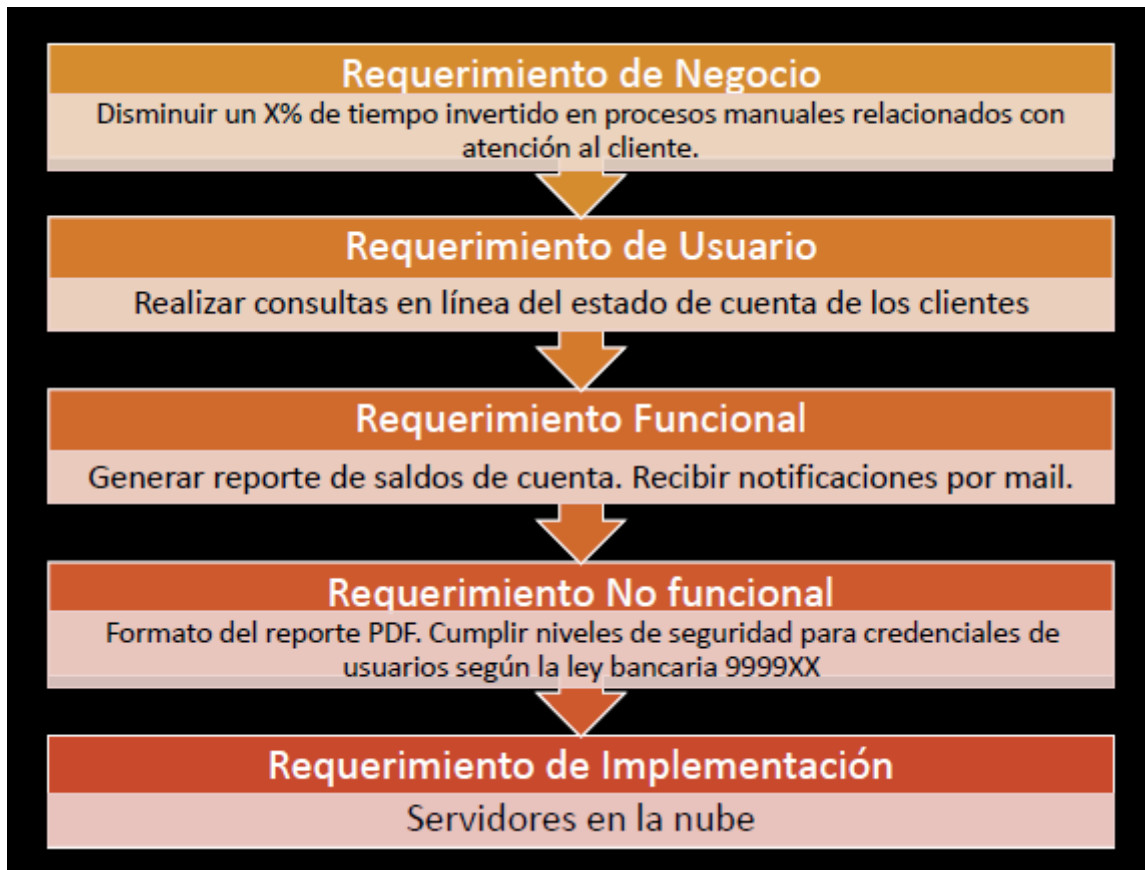 Requerimiento de Negocio
Disminuir un X% de tiempo invertido en procesos manuales relacionados con
atención al cliente.
Requerimiento de Usuario
Realizar consultas en línea del estado de cuenta de los clientes
Requerimiento Funcional
Generar reporte de saldos de cuenta. Recibir notificaciones por mail.
Requerimiento No funcional
Formato del reporte PDF. Cumplir niveles de seguridad para credenciales de
usuarios según la ley bancaria 9999XX
Requerimiento de Implementación
Servidores en la nube